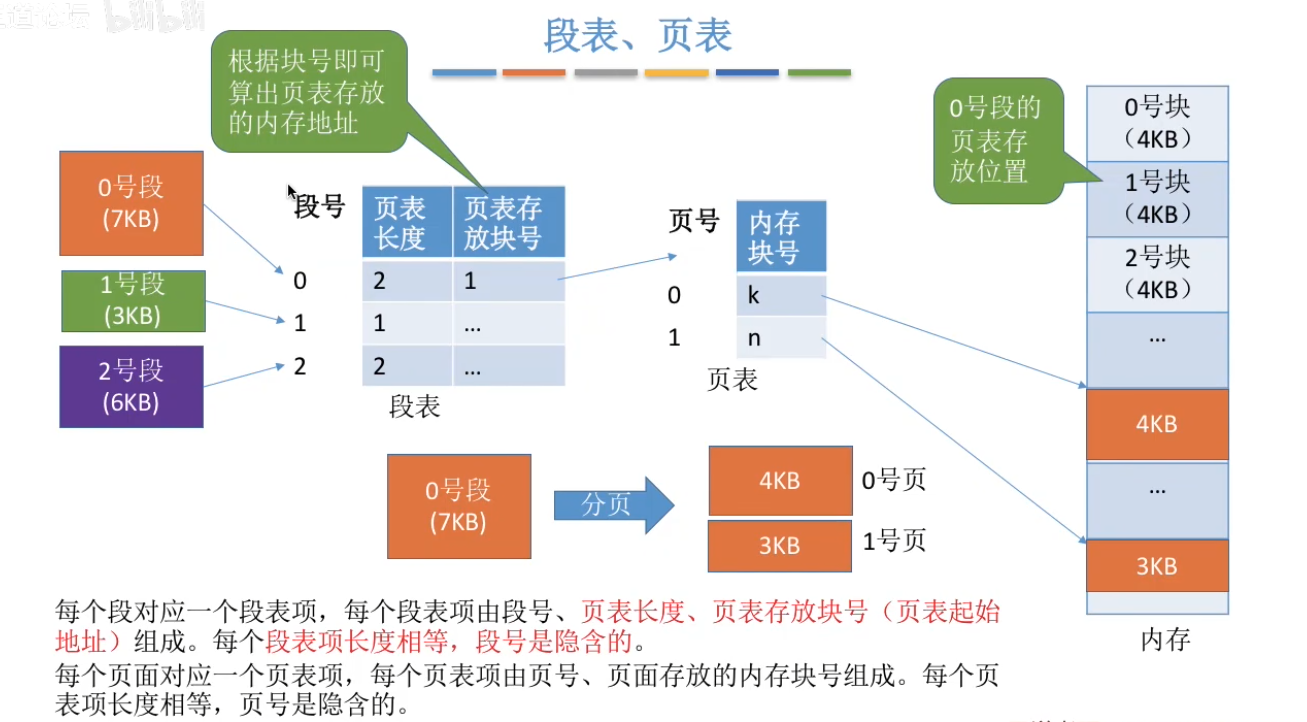 bilibili
段表、页表
根据块号即可
算出页表存放
的内存地址
0号段的
页表存
放位置
0号段
(7KB)
1号段
(3KB)
2号段
(6KB)
段号
页表
长度
页表存
放块号
0
2
1
1
1
...
2
2
...
段表
页号
内存
块号
0
k
1
n
页表
0号块
（4KB）
1号块
（4KB）
2号块
（4KB）
...
4KB
...
3KB
内存
0号段
(7KB)
分页
4KB
0号页
3KB
1号页
每个段对应一个段表项，每个段表项由段号、页表长度、页表存放块号（页表起始
地址）组成。每个段表项长度相等，段号是隐含的。
每个页面对应一个页表项，每个页表项由页号、页面存放的内存块号组成。每个页
表项长度相等，页号是隐含的。